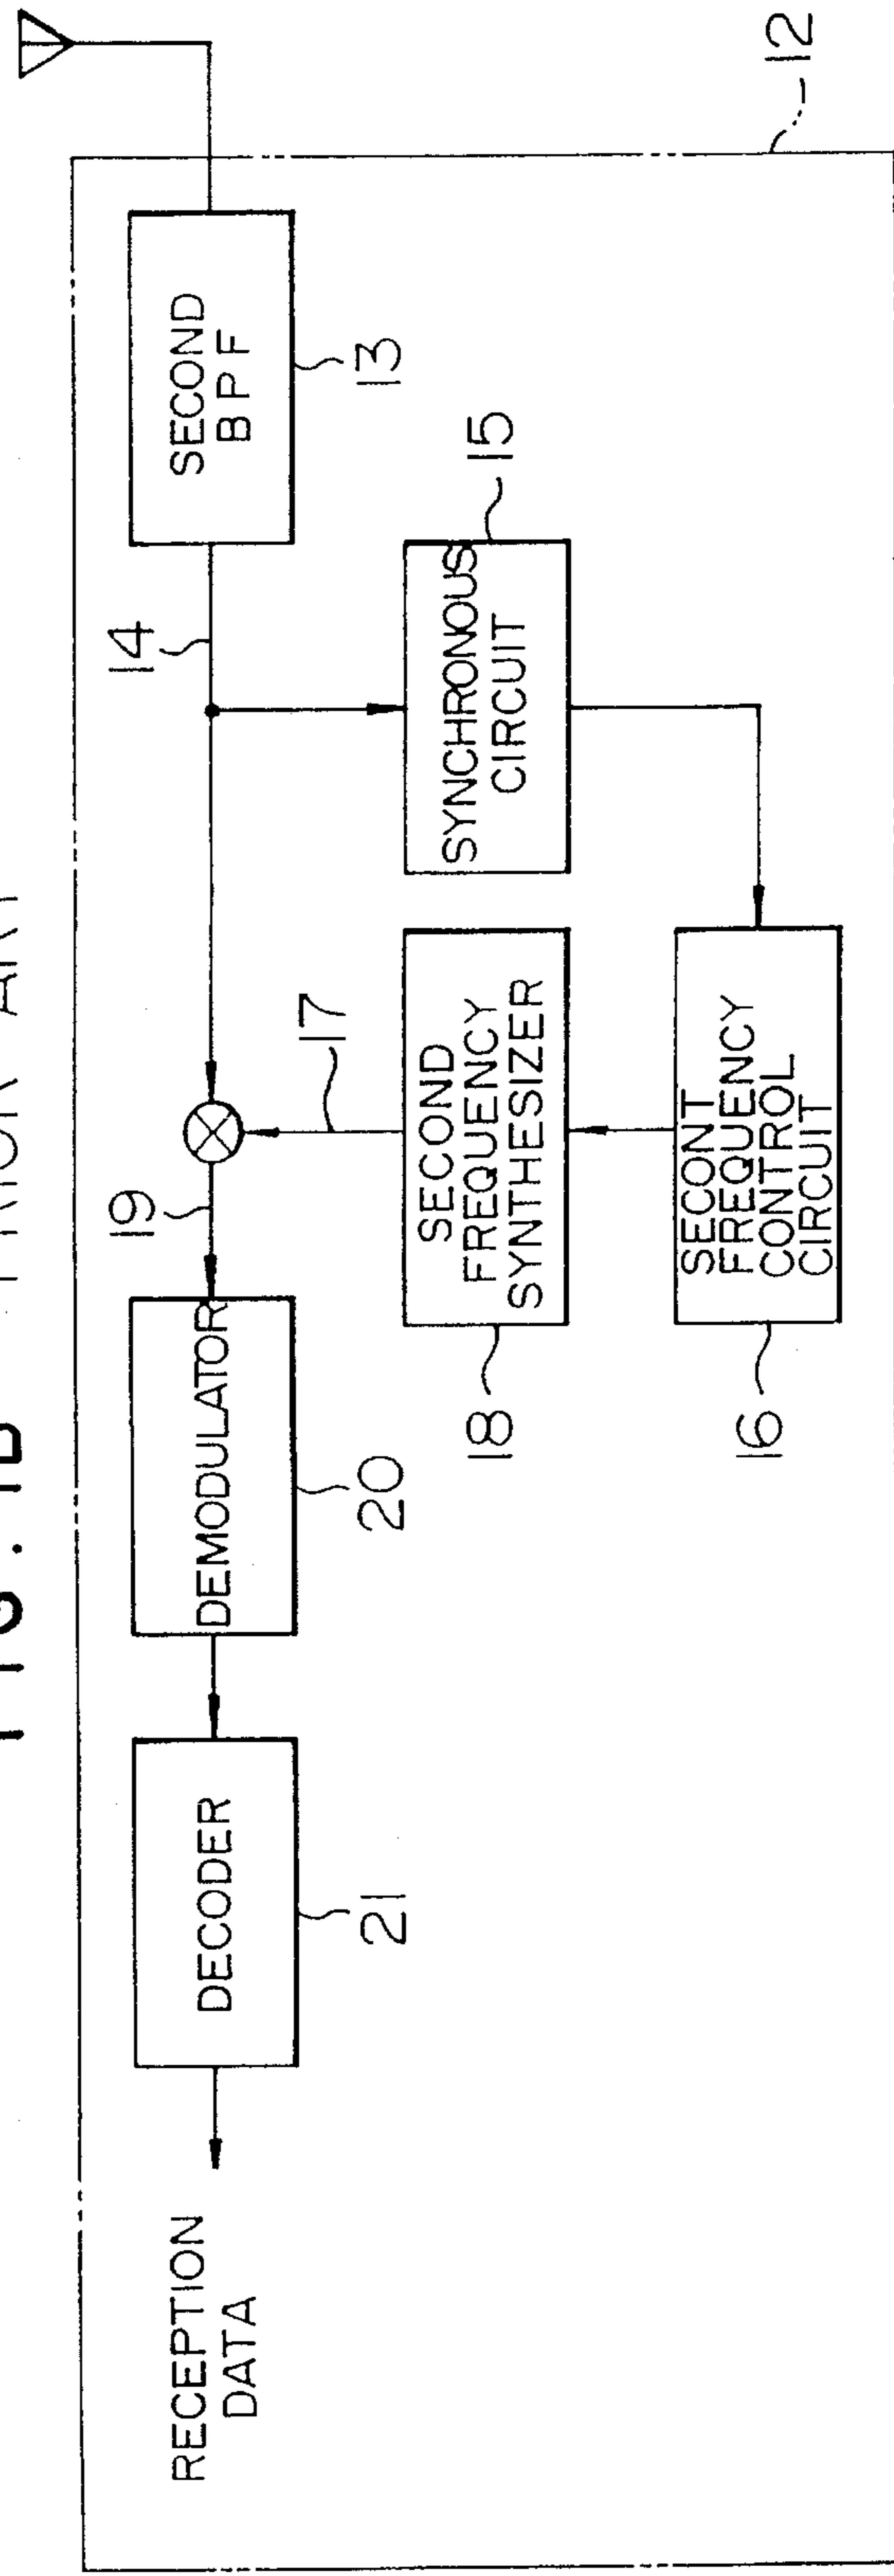 FIG. 1B PRIOR ART
RECEPTION
DATA
DECODER
21
DEMODULATOR
20
19
14
SECOND
BPF
13
17
18
SECOND
FREQUENCY
SYNTHESIZER
SYNCHRONOUS
CIRCUIT
15
16
SECONT
FREQUENCY
CONTROL
CIRCUIT
12